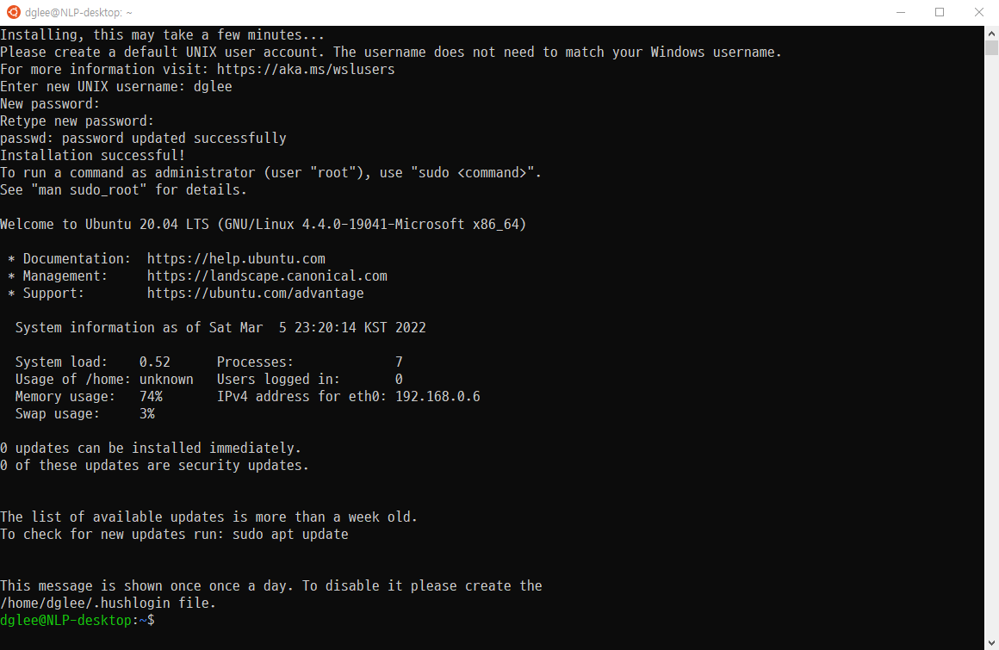 dglee@NLP-desktop: ~
Installing, this may take a few minutes...
Please create a default UNIX user account. The username does not need to match your Windows username.
For more information visit: https://aka.ms/wslusers
Enter new UNIX username: dglee
New password:
Retype new password:
passwd: password updated successfully
Installation successful!
To run a command as administrator (user "root"), use "sudo <command>".
See "man sudo_root" for details.

Welcome to Ubuntu 20.04 LTS (GNU/Linux 4.4.0-19041-Microsoft x86_64)

 * Documentation:  https://help.ubuntu.com
 * Management:     https://landscape.canonical.com
 * Support:        https://ubuntu.com/advantage

  System information as of Sat Mar  5 23:20:14 KST 2022

  System load:    0.52      Processes:             7
  Usage of /home: unknown   Users logged in:       0
  Memory usage:   74%       IPv4 address for eth0: 192.168.0.6
  Swap usage:     3%

0 updates can be installed immediately.
0 of these updates are security updates.

The list of available updates is more than a week old.
To check for new updates run: sudo apt update

This message is shown once once a day. To disable it please create the
/home/dglee/.hushlogin file.
dglee@NLP-desktop:~$